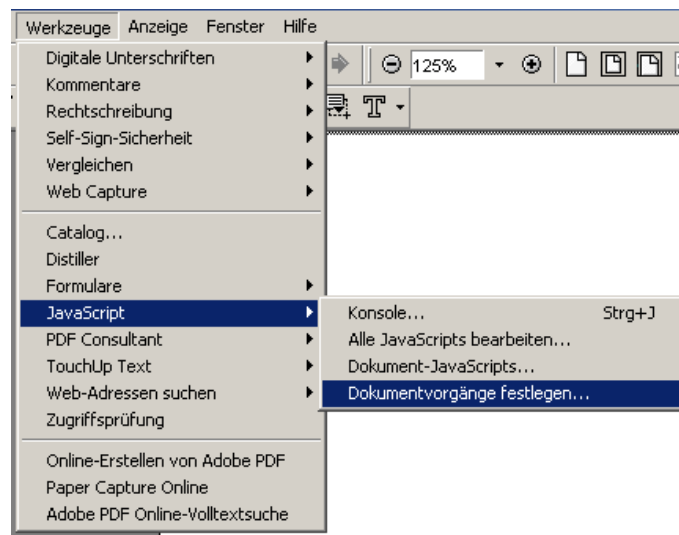 Werkzeuge Anzeige Fenster Hilfe
125%
Digitale Unterschriften
Kommentare
Rechtschreibung
Self-Sign-Sicherheit
Vergleichen
Web Capture
Catalog...
Distiller
Formulare
JavaScript
PDF Consultant
TouchUp Text
Web-Adressen suchen
Zugriffsprüfung
Online-Erstellen von Adobe PDF
Paper Capture Online
Adobe PDF Online-Volltextsuche
Konsole... Strg+J
Alle JavaScripts bearbeiten...
Dokument-JavaScripts...
Dokumentvorgänge festlegen...